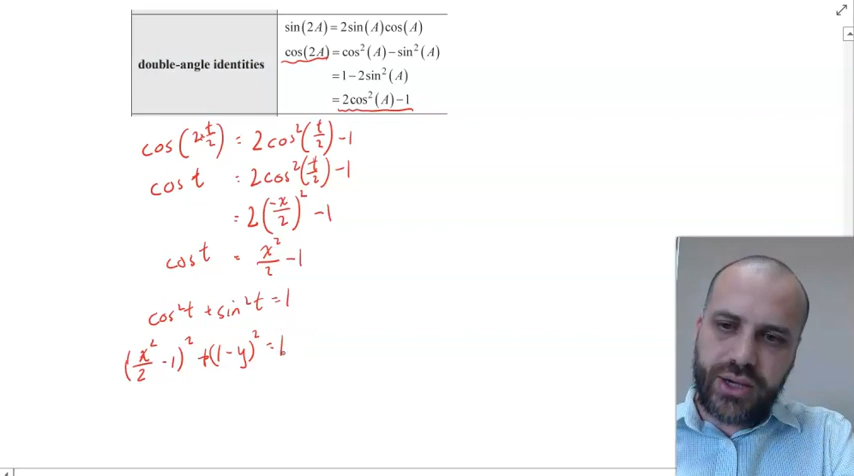 sin(2A) = 2sin(A)cos(A)
double-angle identities
cos(2A) = cos²(A) − sin²(A)
= 1 − 2sin²(A)
= 2cos²(A) − 1
cos(2×t/2) = 2cos²(t/2) − 1
cos t = 2cos²(t/2) − 1
= 2(−x/2)² − 1
cos t = x²/2 − 1
cos²t + sin²t = 1
(x²/2 − 1)² + (1 − y)² = 1